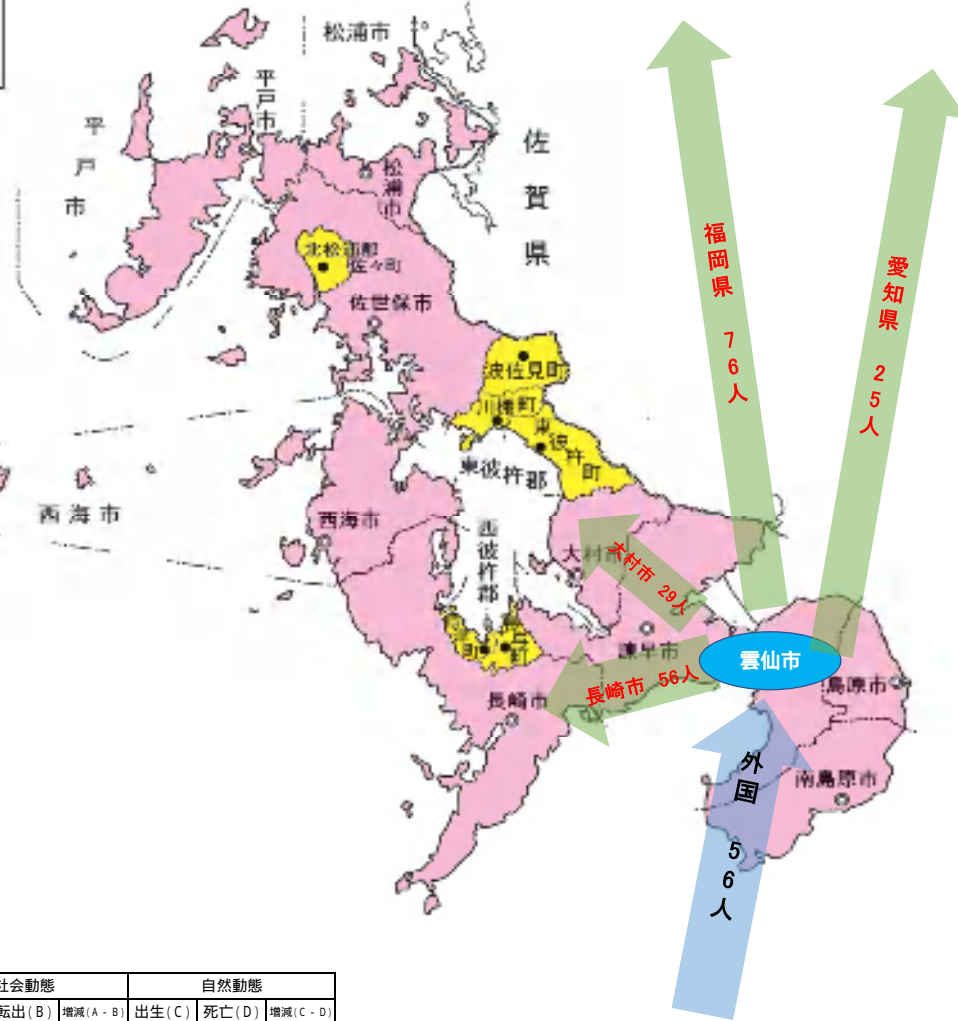 松浦市
平戸市
平戸市
佐賀県
松浦市
北松浦郡
佐々町
佐世保市
福岡県 76人
愛知県 25人
波佐見町
川棚町
東彼杵町
東彼杵郡
西海市
西海市
西彼杵郡
大村市
大村市 29人
町
町
諫早市
雲仙市
長崎市 56人
島原市
長崎市
外国 56人
南島原市
社会動態 自然動態
転出(B) 増減(A-B) 出生(C) 死亡(D) 増減(C-D)